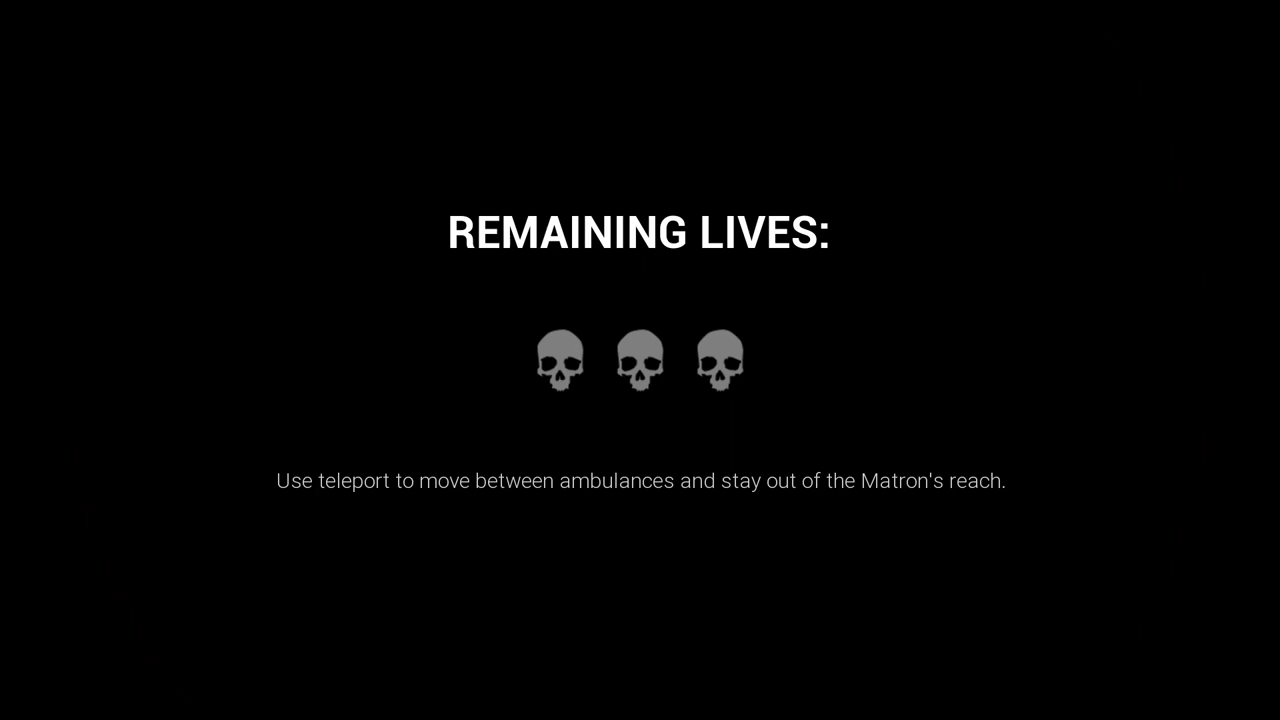 REMAINING LIVES:
Use teleport to move between ambulances and stay out of the Matron's reach.